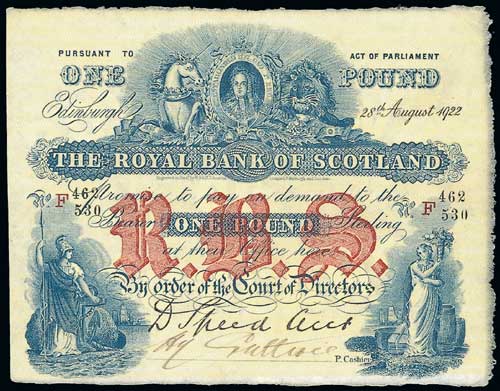 PURSUANT TO
ACT OF PARLIAMENT
ONE POUND
Edinburgh 28th August 1922
THE ROYAL BANK OF SCOTLAND
Promise to pay on demand to the
No. F 462/530
No. F 462/530
Bearer ONE POUND Sterling
R.B.S.
at their Office here
By order of the Court of Directors
D Speed
P. Cashier